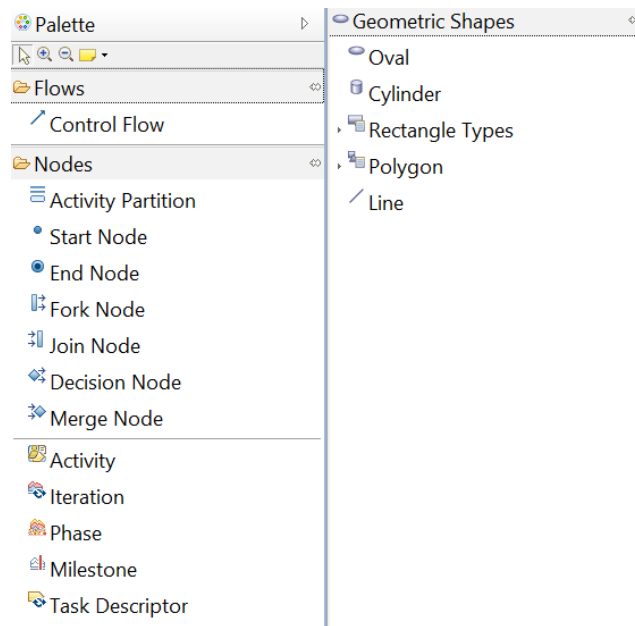 Palette
Flows
Control Flow
Nodes
Activity Partition
Start Node
End Node
Fork Node
Join Node
Decision Node
Merge Node
Activity
Iteration
Phase
Milestone
Task Descriptor
Geometric Shapes
Oval
Cylinder
Rectangle Types
Polygon
Line